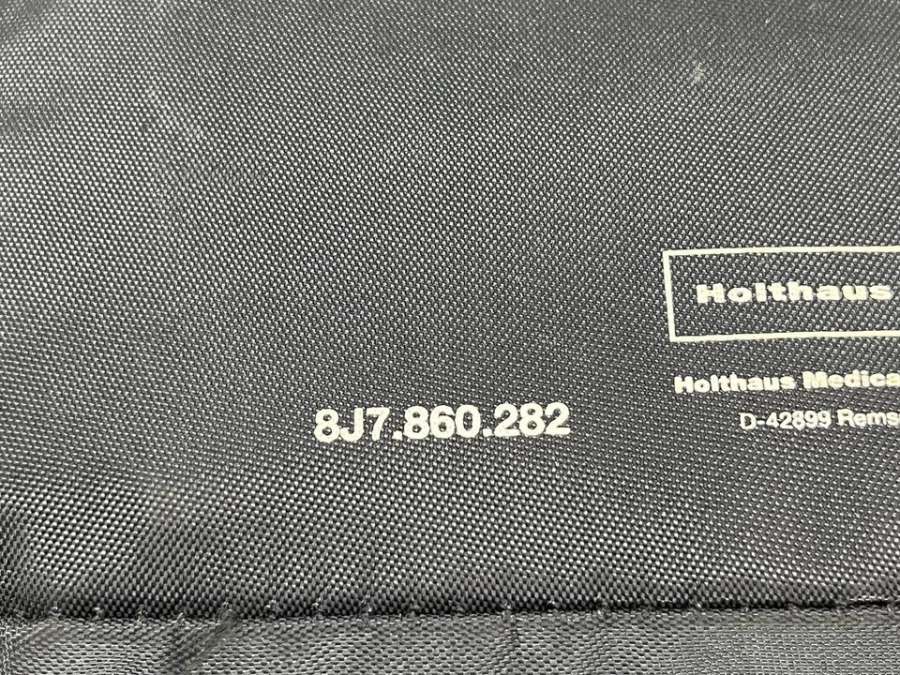 Holthaus
Holthaus Medica
8J7.860.282
D-42899 Rems